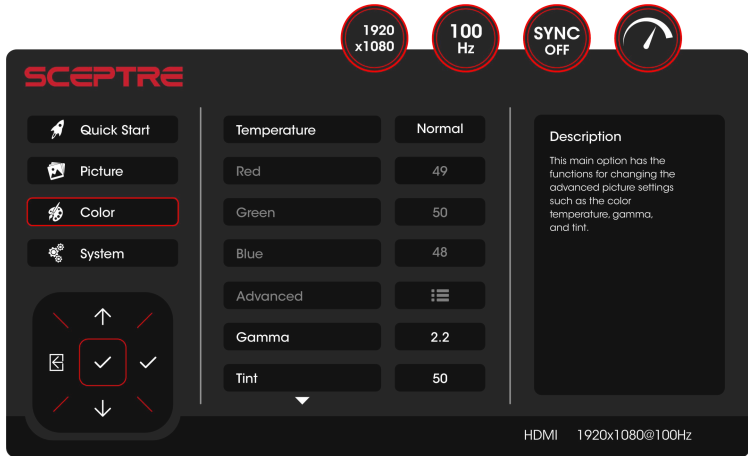 1920
x1080
100
Hz
SYNC
OFF
SCEPTRE
Quick Start
Picture
Color
System
Temperature Normal
Red 49
Green 50
Blue 48
Advanced
Gamma 2.2
Tint 50
Description
This main option has the
functions for changing the
advanced picture settings
such as the color
temperature, gamma,
and tint.
HDMI 1920x1080@100Hz